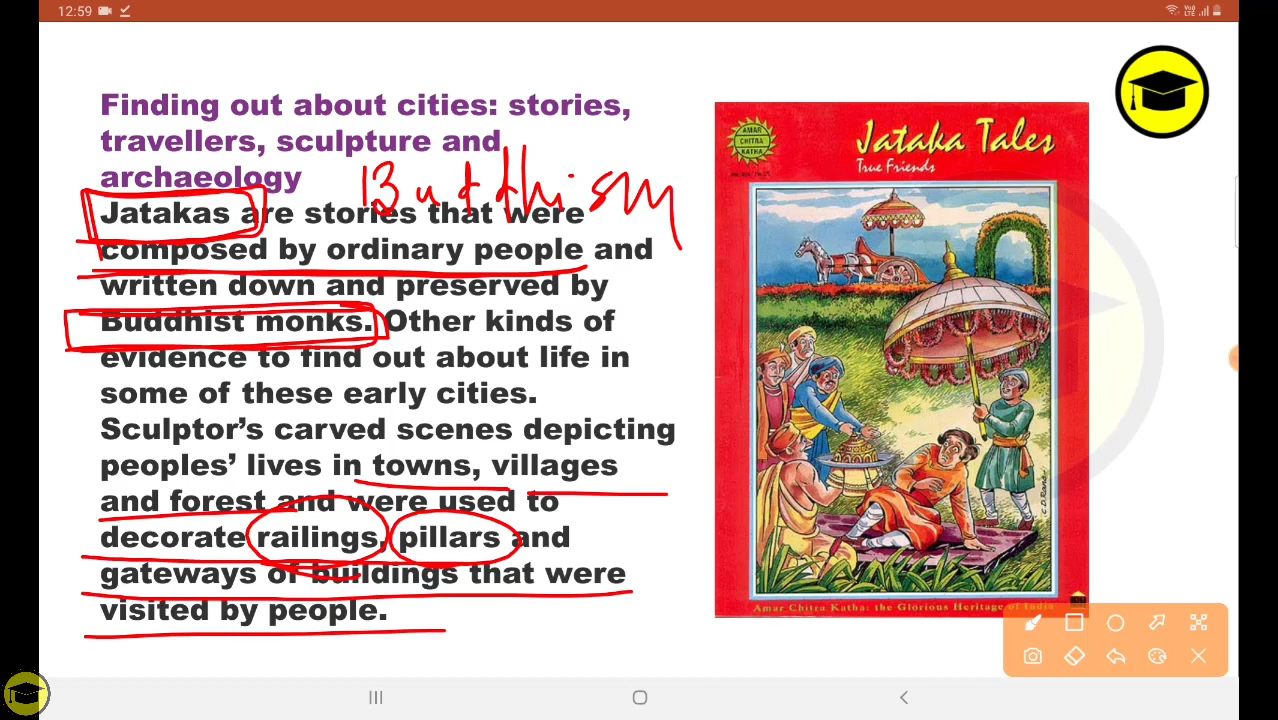 12:59
Vo)
LTE
Finding out about cities: stories,
travellers, sculpture and
archaeology
Buddhism
Jatakas are stories that were
composed by ordinary people and
written down and preserved by
Buddhist monks. Other kinds of
evidence to find out about life in
some of these early cities.
Sculptor's carved scenes depicting
peoples' lives in towns, villages
and forest and were used to
decorate railings, pillars and
gateways of buildings that were
visited by people.
AMAR
CHITRA
KATHA
Jataka Tales
True Friends
Amar Chitra Katha: the Glorious Heritage of India